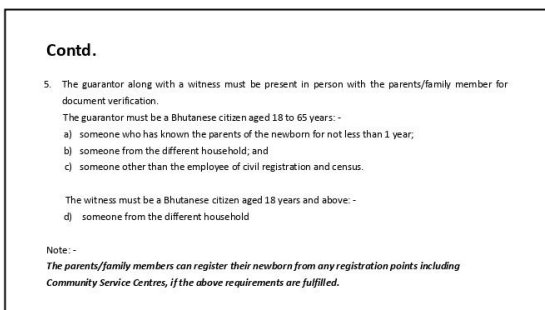 Contd.
5. The guarantor along with a witness must be present in person with the parents/family member for
document verification.
The guarantor must be a Bhutanese citizen aged 18 to 65 years: -
a) someone who has known the parents of the newborn for not less than 1 year;
b) someone from the different household; and
c) someone other than the employee of civil registration and census.
The witness must be a Bhutanese citizen aged 18 years and above: -
d) someone from the different household
Note: -
The parents/family members can register their newborn from any registration points including
Community Service Centres, if the above requirements are fulfilled.